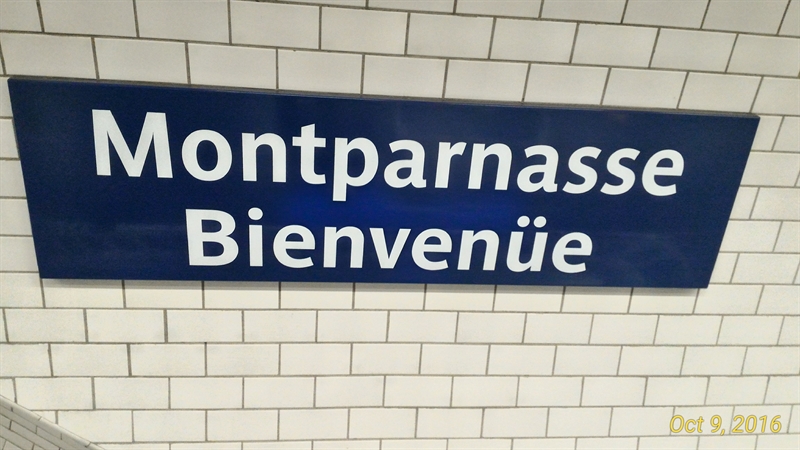 Montparnasse
Bienvenüe
Oct 9, 2016